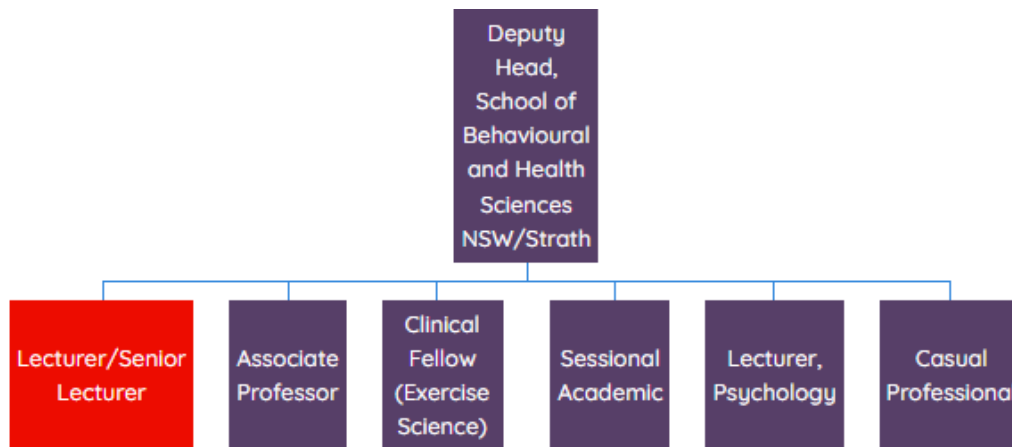 Deputy
Head,
School of
Behavioural
and Health
Sciences
NSW/Strath
Lecturer/Senior
Lecturer
Associate
Professor
Clinical
Fellow
(Exercise
Science)
Sessional
Academic
Lecturer,
Psychology
Casual
Professional